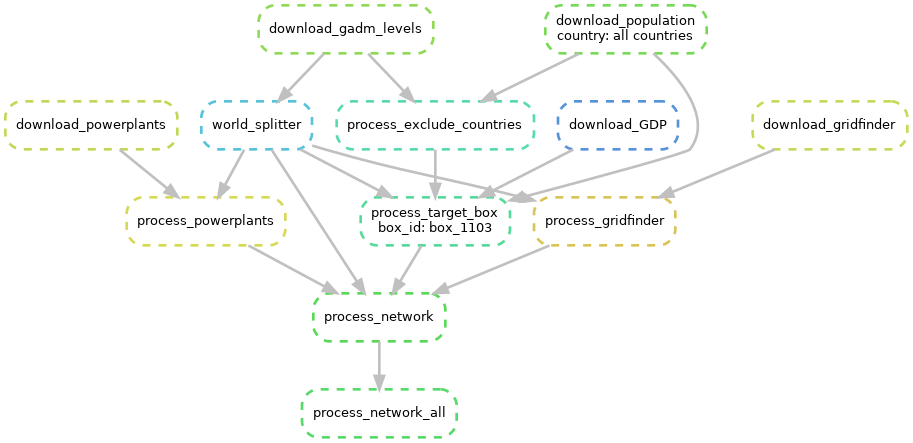 download_gadm_levels
download_population
country: all countries
download_powerplants
world_splitter
process_exclude_countries
download_GDP
download_gridfinder
process_powerplants
process_target_box
box_id: box_1103
process_gridfinder
process_network
process_network_all